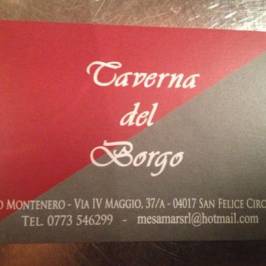 Taverna
del
Borgo
O MONTENERO - VIA IV MAGGIO, 37/A - 04017 SAN FELICE CIRC
TEL. 0773 546299 - mesamarsrl@hotmail.com